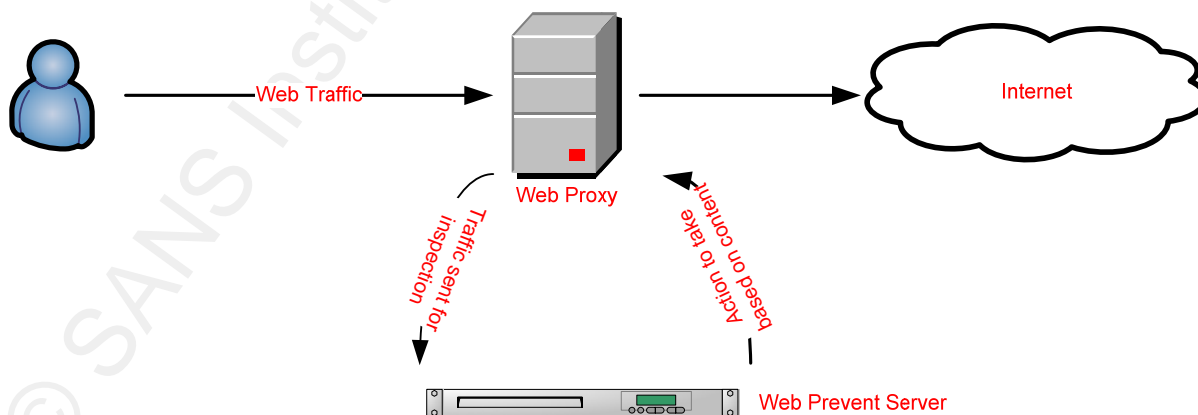 Web Traffic
Internet
Web Proxy
Traffic sent for
inspection
Action to take
based on content
Web Prevent Server
© SANS Insti